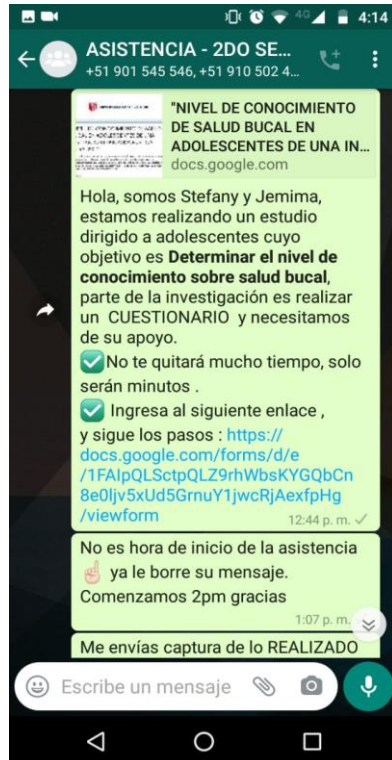 4G 4:14
ASISTENCIA - 2DO SE...
+51 901 545 546, +51 910 502 4...
"NIVEL DE CONOCIMIENTO
DE SALUD BUCAL EN
ADOLESCENTES DE UNA IN...
docs.google.com
Hola, somos Stefany y Jemima,
estamos realizando un estudio
dirigido a adolescentes cuyo
objetivo es Determinar el nivel de
conocimiento sobre salud bucal,
parte de la investigación es realizar
un CUESTIONARIO y necesitamos
de su apoyo.
✅No te quitará mucho tiempo, solo
serán minutos .
✅ Ingresa al siguiente enlace ,
y sigue los pasos : https://
docs.google.com/forms/d/e
/1FAIpQLSctpQLZ9rhWbsKYGQbCn
8e0Ijv5xUd5GrnuY1jwcRjAexfpHg
/viewform
12:44 p. m.
No es hora de inicio de la asistencia
☝🏻 ya le borre su mensaje.
Comenzamos 2pm gracias
1:07 p. m.
Me envías captura de lo REALIZADO
Escribe un mensaje